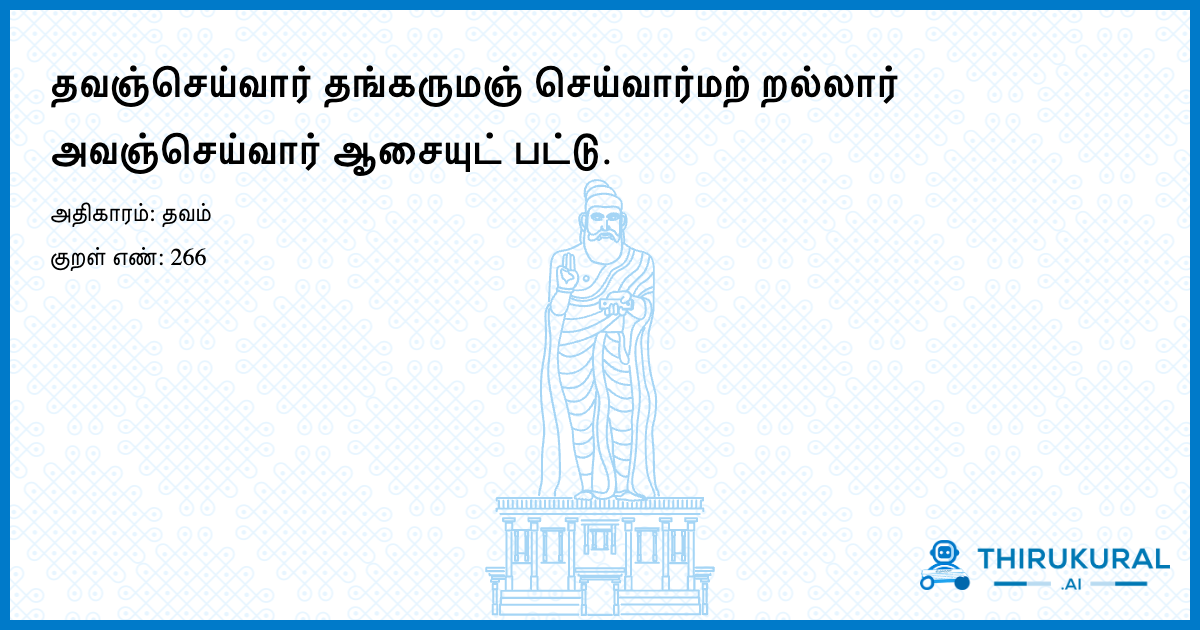 தவஞ்செய்வார் தங்கருமஞ் செய்வார்மற் றல்லார்
அவஞ்செய்வார் ஆசையுட் பட்டு.
அதிகாரம்: தவம்
குறள் எண்: 266
THIRUKURAL
.AI